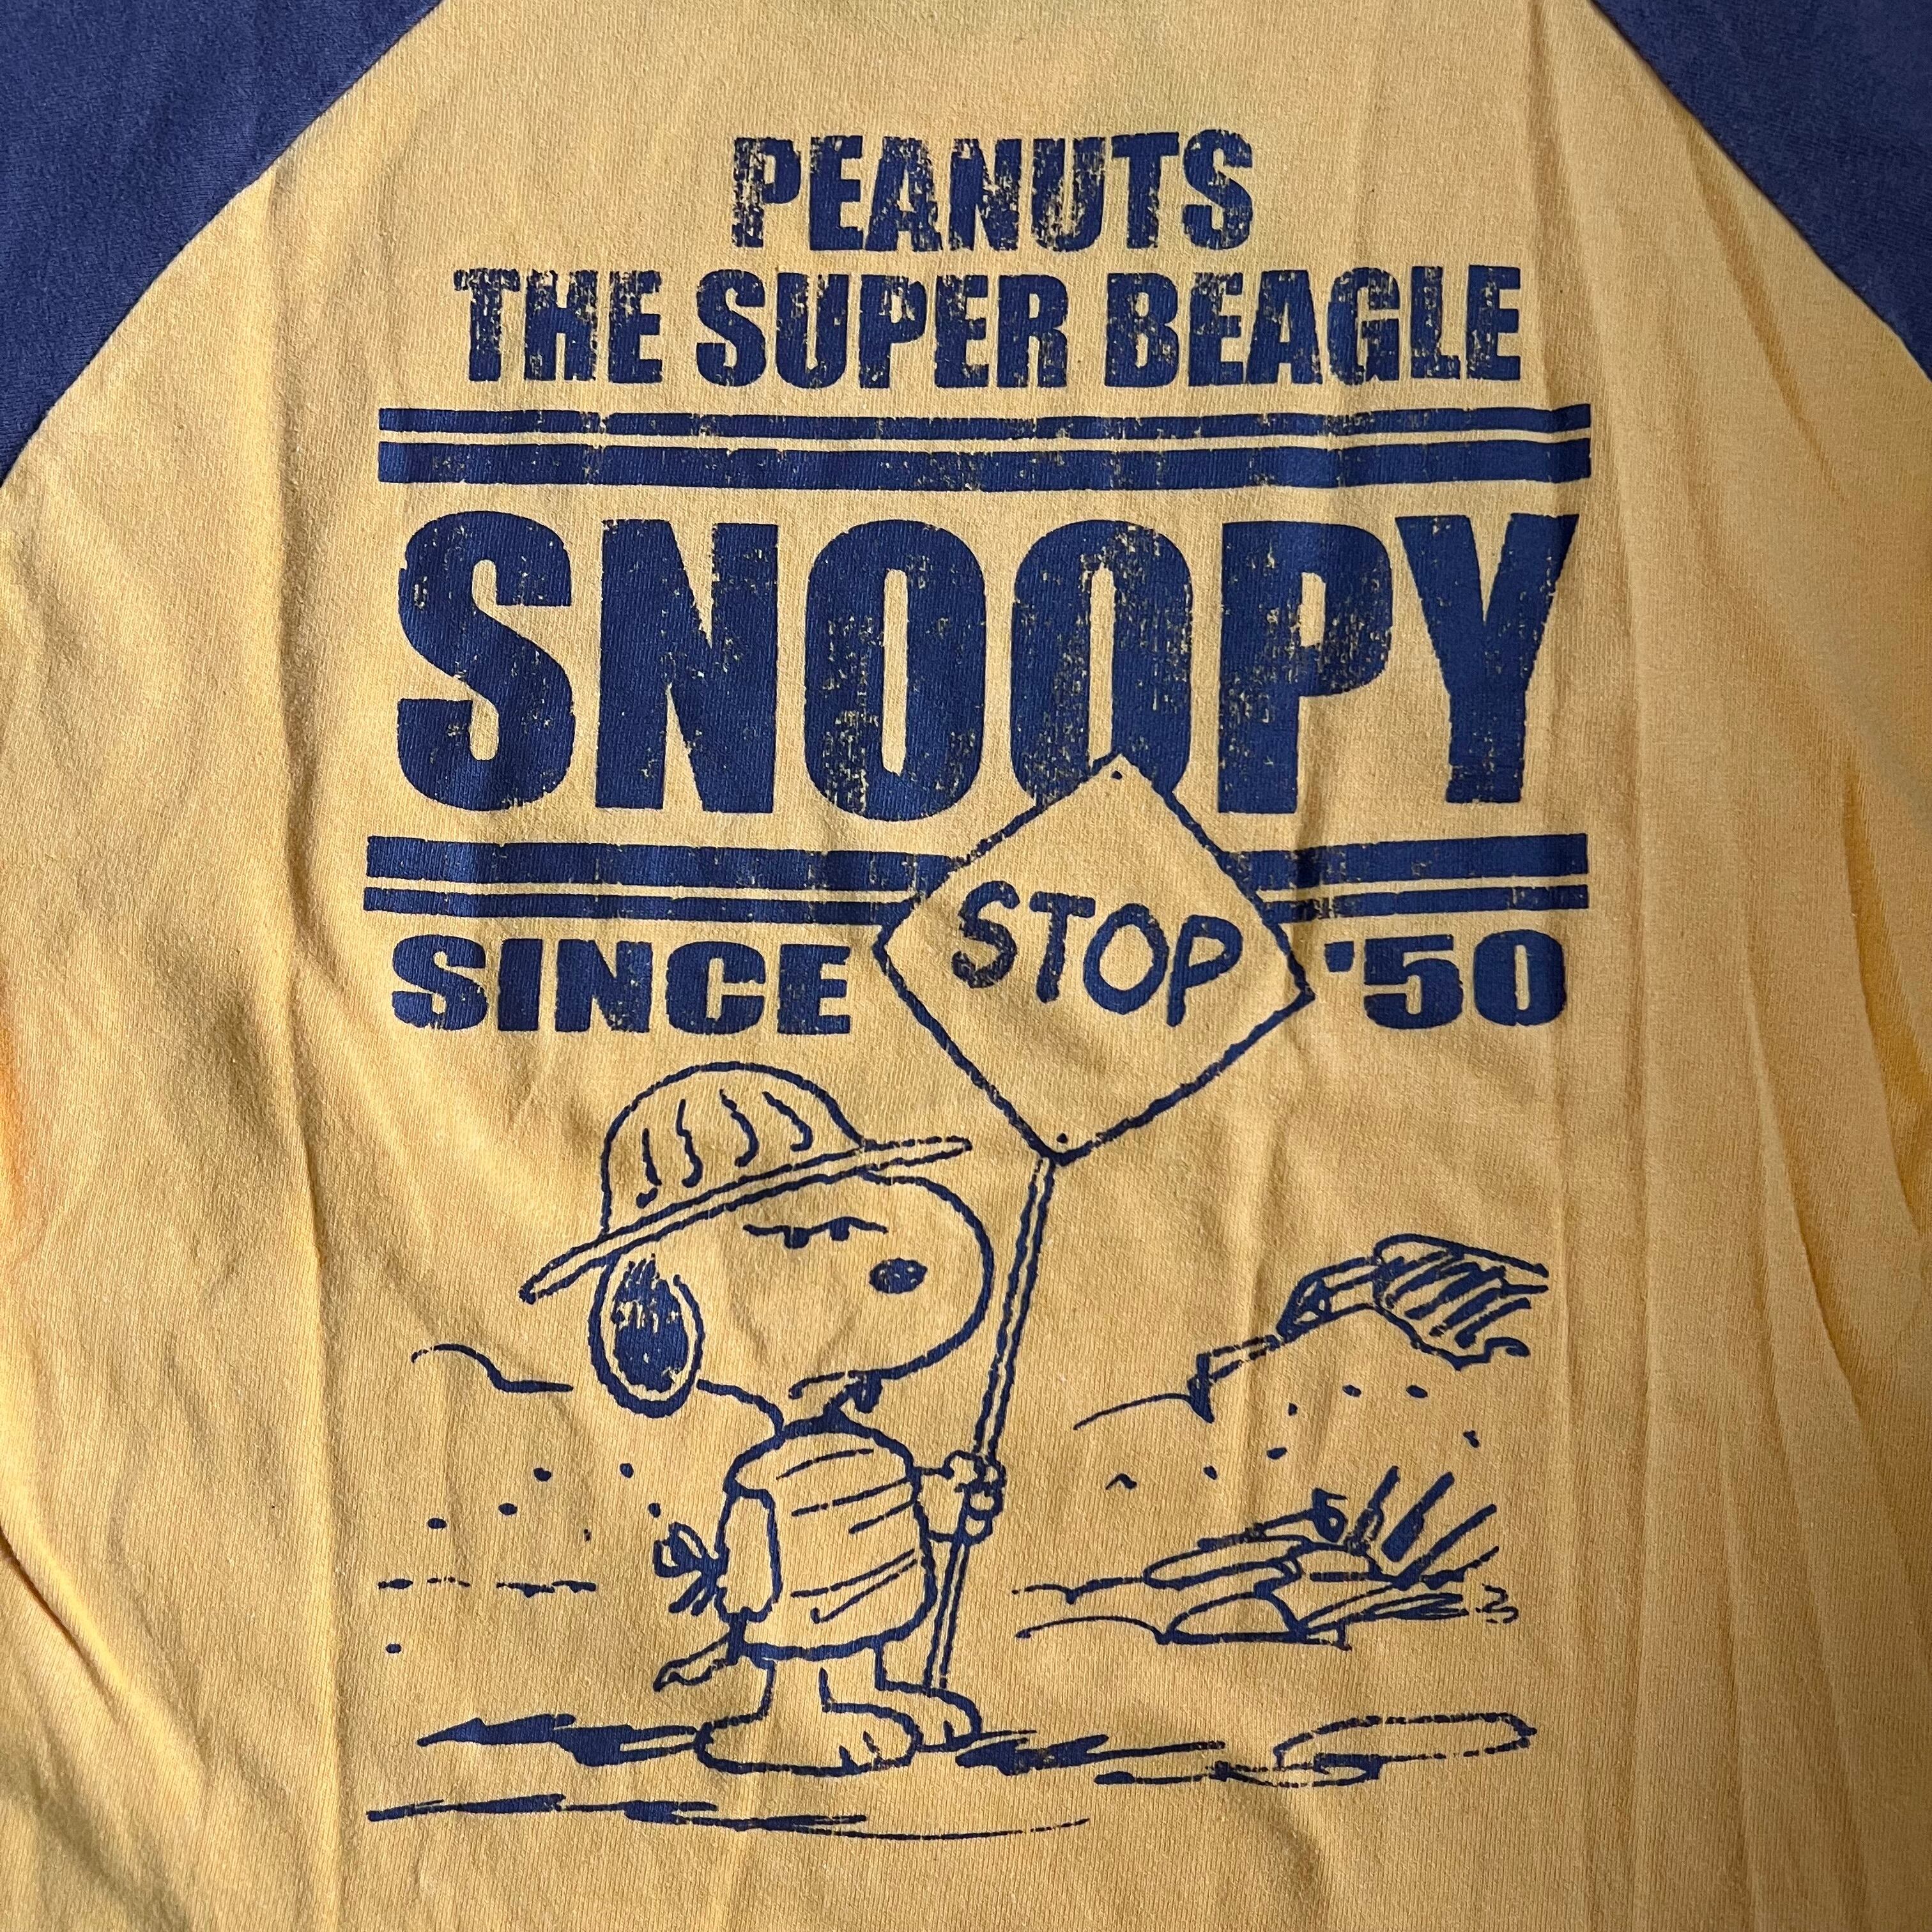 PEANUTS
THE SUPER BEAGLE
SNOOPY
STOP
SINCE '50